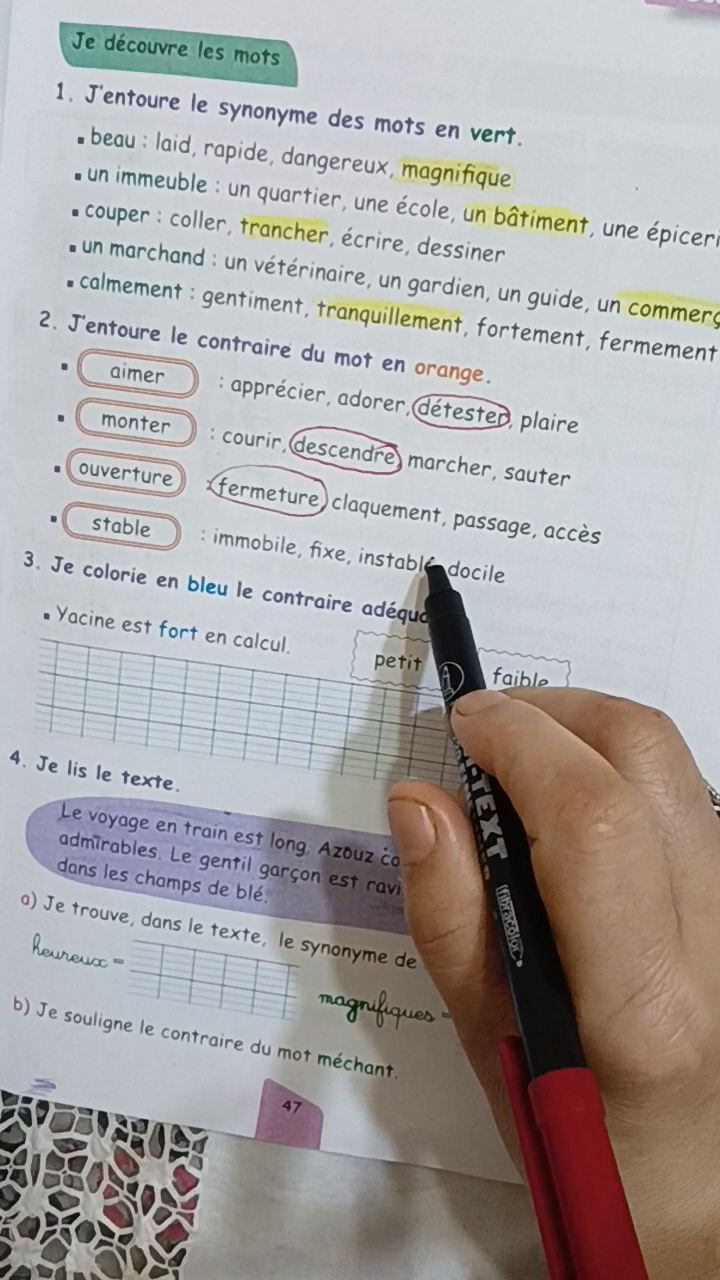 Je découvre les mots
1. J'entoure le synonyme des mots en vert.
▪ beau : laid, rapide, dangereux, magnifique
▪ un immeuble : un quartier, une école, un bâtiment, une épiceri
▪ couper : coller, trancher, écrire, dessiner
▪ un marchand : un vétérinaire, un gardien, un guide, un commerç
▪ calmement : gentiment, tranquillement, fortement, fermement
2. J'entoure le contraire du mot en orange.
▪ aimer : apprécier, adorer, détester, plaire
▪ monter : courir, descendre, marcher, sauter
▪ ouverture : fermeture, claquement, passage, accès
▪ stable : immobile, fixe, instable, docile
3. Je colorie en bleu le contraire adéqua
▪ Yacine est fort en calcul. petit faible
4. Je lis le texte.
Le voyage en train est long. Azouz co
admirables. Le gentil garçon est ravi
dans les champs de blé.
a) Je trouve, dans le texte, le synonyme de
heureux = magnifiques =
b) Je souligne le contraire du mot méchant.
47
TEXT fibracolor